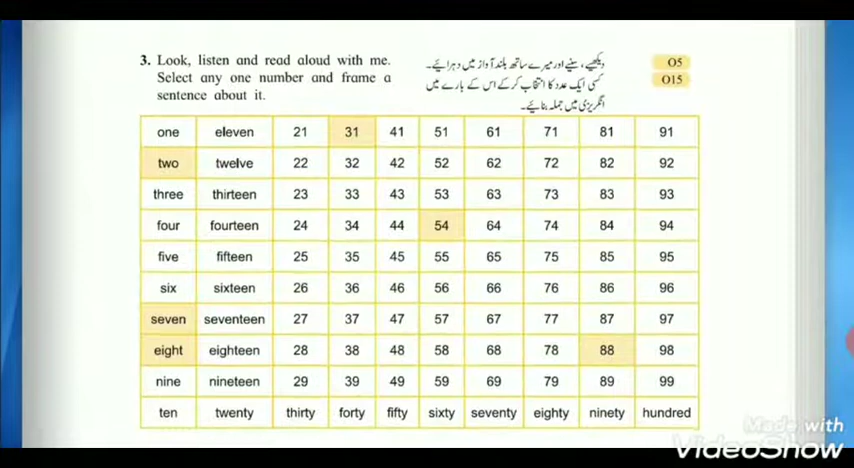 3. Look, listen and read aloud with me.
Select any one number and frame a
sentence about it.
دیکھیے، سنیے اور میرے ساتھ بلند آواز میں دہرائیے۔
کسی ایک عدد کا انتخاب کرکے اس کے بارے میں
انگریزی میں جملہ بنائیے۔
O5
O15
one eleven 21 31 41 51 61 71 81 91
two twelve 22 32 42 52 62 72 82 92
three thirteen 23 33 43 53 63 73 83 93
four fourteen 24 34 44 54 64 74 84 94
five fifteen 25 35 45 55 65 75 85 95
six sixteen 26 36 46 56 66 76 86 96
seven seventeen 27 37 47 57 67 77 87 97
eight eighteen 28 38 48 58 68 78 88 98
nine nineteen 29 39 49 59 69 79 89 99
ten twenty thirty forty fifty sixty seventy eighty ninety hundred
Made with
VideoShow